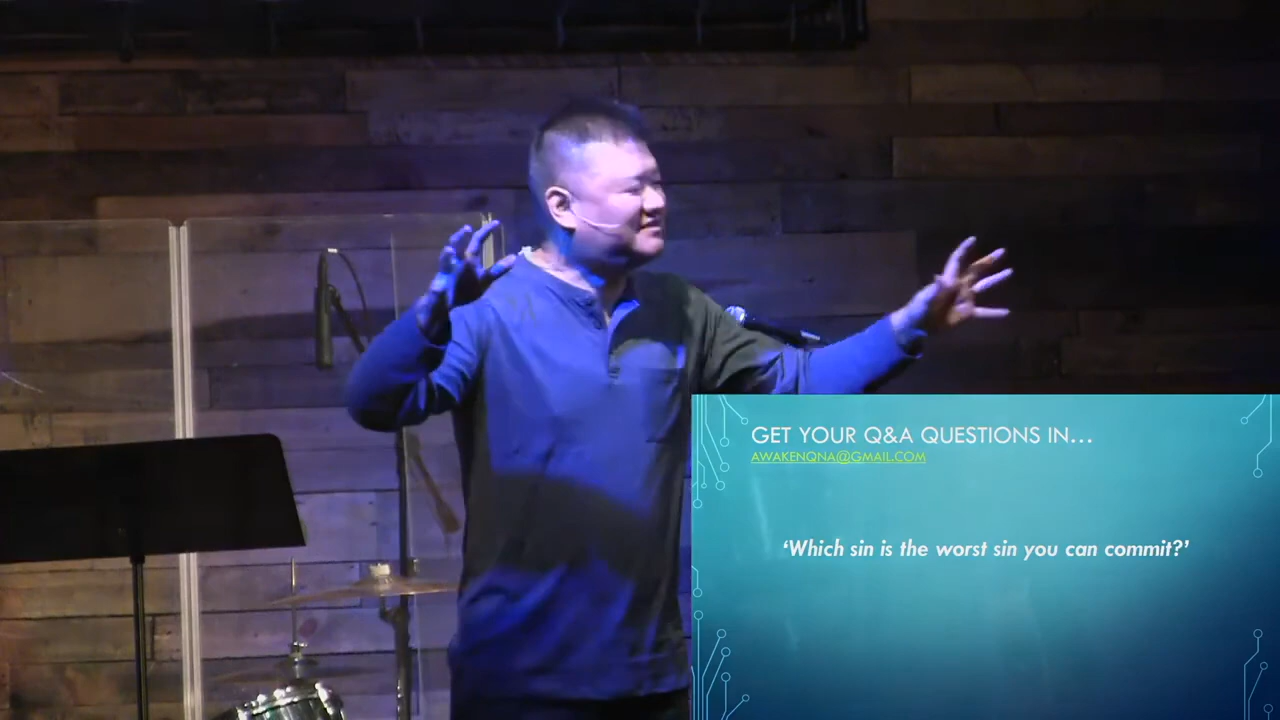 GET YOUR Q&A QUESTIONS IN...
AWAKENQNA@GMAIL.COM
‘Which sin is the worst sin you can commit?’